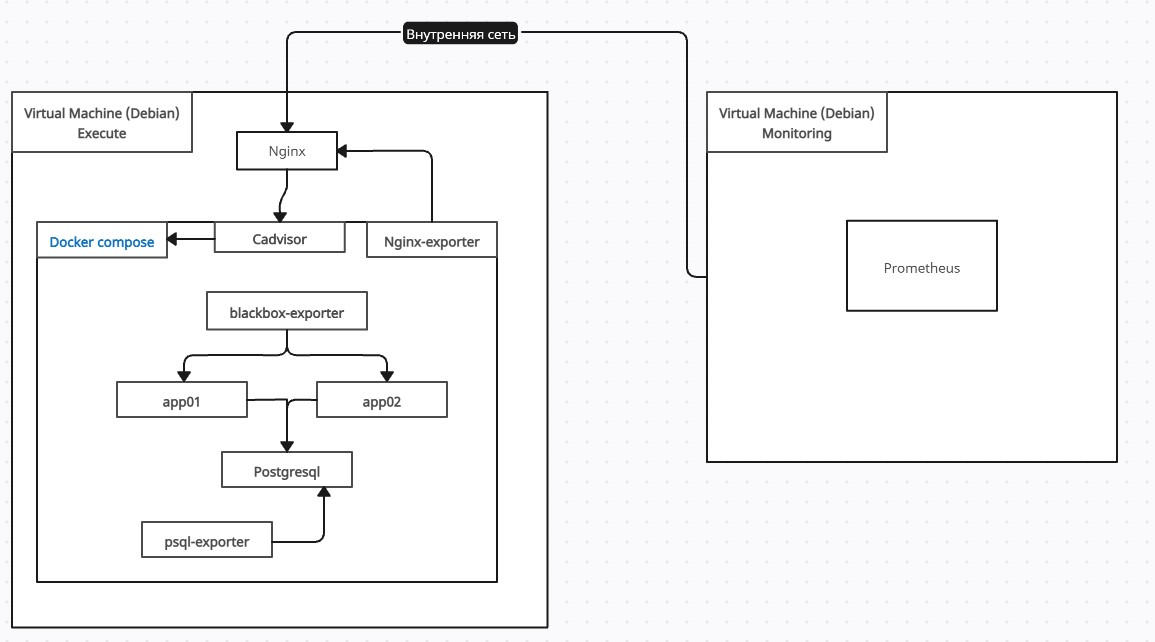 Внутренняя сеть
Virtual Machine (Debian)
Execute
Nginx
Docker compose
Cadvisor
Nginx-exporter
blackbox-exporter
app01
app02
Postgresql
psql-exporter
Virtual Machine (Debian)
Monitoring
Prometheus